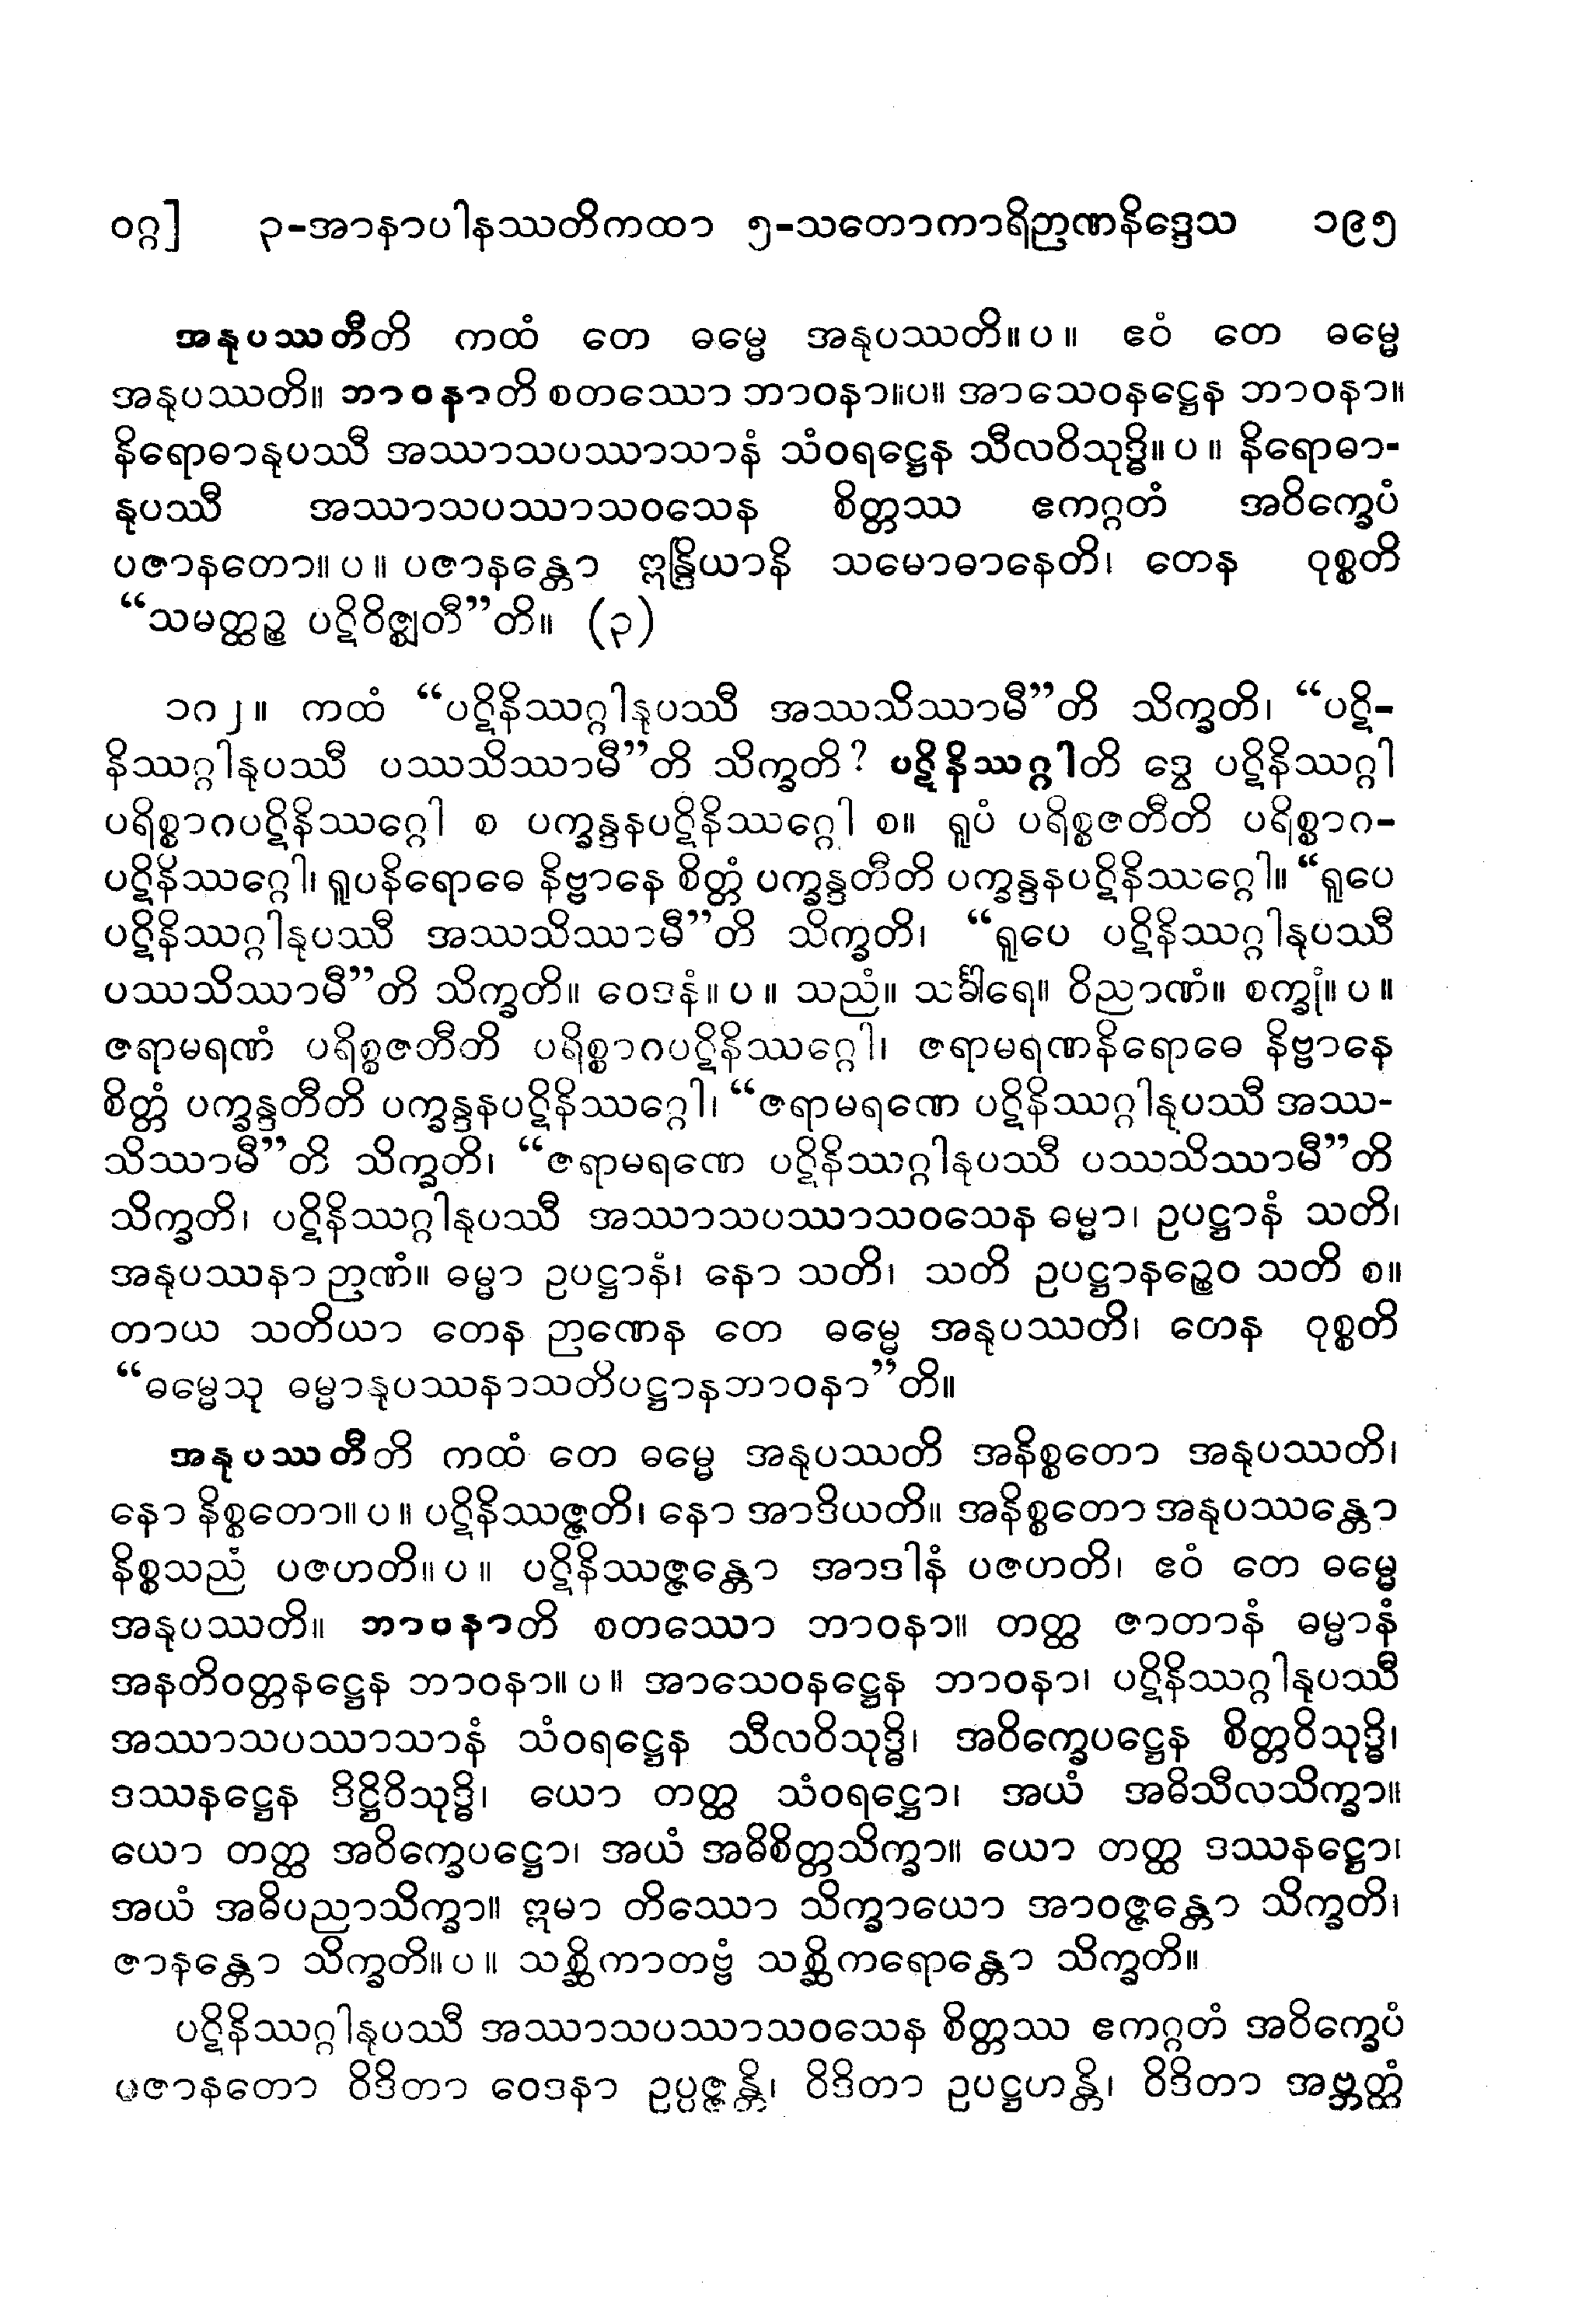 ဝဂ္ဂ] ၃-အာနာပါနဿတိကထာ ၅-သတောကာရိဉာဏနိဒ္ဒေသ ၁၉၅
အနုပဿတီတိ ကထံ တေ ဓမ္မေ အနုပဿတိ။ပ။ ဧဝံ တေ ဓမ္မေ
အနုပဿတိ။ ဘာဝနာတိ စတဿော ဘာဝနာ။ပ။ အာသေဝနဋ္ဌေန ဘာဝနာ။
နိရောဓာနုပဿီ အဿာသပဿာသာနံ သံဝရဋ္ဌေန သီလဝိသုဒ္ဓိ။ပ။ နိရောဓာ-
နုပဿီ အဿာသပဿာသဝသေန စိတ္တဿ ဧကဂ္ဂတံ အဝိက္ခေပံ
ပဇာနတော။ပ။ ပဇာနန္တော ဣန္ဒြိယာနိ သမောဓာနေတိ၊ တေန ဝုစ္စတိ
“သမတ္ထဉ္စ ပဋိဝိဇ္ဈတီ”တိ။ (၃)
၁၈၂။ ကထံ “ပဋိနိဿဂ္ဂါနုပဿီ အဿသိဿာမီ”တိ သိက္ခတိ၊ “ပဋိ-
နိဿဂ္ဂါနုပဿီ ပဿသိဿာမီ”တိ သိက္ခတိ? ပဋိနိဿဂ္ဂါတိ ဒွေ ပဋိနိဿဂ္ဂါ
ပရိစ္စာဂပဋိနိဿဂ္ဂေါ စ ပက္ခန္ဒနပဋိနိဿဂ္ဂေါ စ။ ရူပံ ပရိစ္စဇတီတိ ပရိစ္စာဂ-
ပဋိနိဿဂ္ဂေါ၊ ရူပနိရောဓေ နိဗ္ဗာနေ စိတ္တံ ပက္ခန္ဒတီတိ ပက္ခန္ဒနပဋိနိဿဂ္ဂေါ။ “ရူပေ
ပဋိနိဿဂ္ဂါနုပဿီ အဿသိဿာမီ”တိ သိက္ခတိ၊ “ရူပေ ပဋိနိဿဂ္ဂါနုပဿီ
ပဿသိဿာမီ”တိ သိက္ခတိ။ ဝေဒနံ။ပ။ သညံ။ သင်္ခါရေ။ ဝိညာဏံ။ စက္ခုံ။ပ။
ဇရာမရဏံ ပရိစ္စဇတီတိ ပရိစ္စာဂပဋိနိဿဂ္ဂေါ၊ ဇရာမရဏနိရောဓေ နိဗ္ဗာနေ
စိတ္တံ ပက္ခန္ဒတီတိ ပက္ခန္ဒနပဋိနိဿဂ္ဂေါ၊ “ဇရာမရဏေ ပဋိနိဿဂ္ဂါနုပဿီ အဿ-
သိဿာမီ”တိ သိက္ခတိ၊ “ဇရာမရဏေ ပဋိနိဿဂ္ဂါနုပဿီ ပဿသိဿာမီ”တိ
သိက္ခတိ၊ ပဋိနိဿဂ္ဂါနုပဿီ အဿာသပဿာသဝသေန ဓမ္မာ၊ ဥပဋ္ဌာနံ သတိ၊
အနုပဿနာ ဉာဏံ။ ဓမ္မာ ဥပဋ္ဌာနံ၊ နော သတိ၊ သတိ ဥပဋ္ဌာနဉ္စေဝ သတိ စ။
တာယ သတိယာ တေန ဉာဏေန တေ ဓမ္မေ အနုပဿတိ၊ တေန ဝုစ္စတိ
“ဓမ္မေသု ဓမ္မာနုပဿနာသတိပဋ္ဌာနဘာဝနာ”တိ။
အနုပဿတီတိ ကထံ တေ ဓမ္မေ အနုပဿတိ အနိစ္စတော အနုပဿတိ၊
နော နိစ္စတော။ပ။ ပဋိနိဿဇ္ဇတိ၊ နော အာဒိယတိ။ အနိစ္စတော အနုပဿန္တော
နိစ္စသညံ ပဇဟတိ။ပ။ ပဋိနိဿဇ္ဇန္တော အာဒါနံ ပဇဟတိ၊ ဧဝံ တေ ဓမ္မေ
အနုပဿတိ။ ဘာဝနာတိ စတဿော ဘာဝနာ။ တတ္ထ ဇာတာနံ ဓမ္မာနံ
အနတိဝတ္တနဋ္ဌေန ဘာဝနာ။ပ။ အာသေဝနဋ္ဌေန ဘာဝနာ၊ ပဋိနိဿဂ္ဂါနုပဿီ
အဿာသပဿာသာနံ သံဝရဋ္ဌေန သီလဝိသုဒ္ဓိ၊ အဝိက္ခေပဋ္ဌေန စိတ္တဝိသုဒ္ဓိ၊
ဒဿနဋ္ဌေန ဒိဋ္ဌိဝိသုဒ္ဓိ၊ ယော တတ္ထ သံဝရဋ္ဌော၊ အယံ အဓိသီလသိက္ခာ။
ယော တတ္ထ အဝိက္ခေပဋ္ဌော၊ အယံ အဓိစိတ္တသိက္ခာ။ ယော တတ္ထ ဒဿနဋ္ဌော၊
အယံ အဓိပညာသိက္ခာ။ ဣမာ တိဿော သိက္ခာယော အာဝဇ္ဇန္တော သိက္ခတိ၊
ဇာနန္တော သိက္ခတိ။ပ။ သစ္ဆိကာတဗ္ဗံ သစ္ဆိကရောန္တော သိက္ခတိ။
ပဋိနိဿဂ္ဂါနုပဿီ အဿာသပဿာသဝသေန စိတ္တဿ ဧကဂ္ဂတံ အဝိက္ခေပံ
ပဇာနတော ဝိဒိတာ ဝေဒနာ ဥပ္ပဇ္ဇန္တိ၊ ဝိဒိတာ ဥပဋ္ဌဟန္တိ၊ ဝိဒိတာ အဗ္ဘတ္ထံ